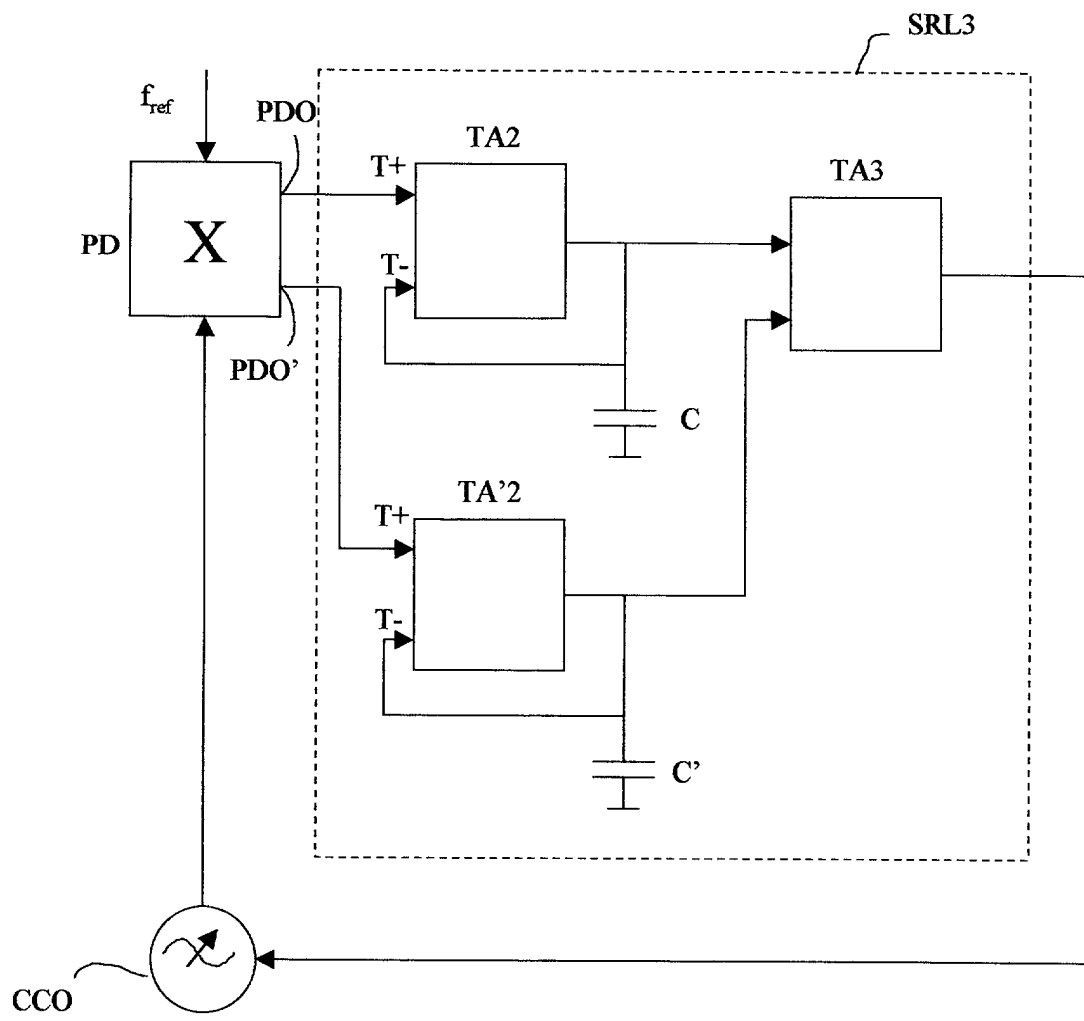 SRL3
f_ref
PDO
TA2
TA3
T+
PD
X
T-
PDO’
C
TA’2
T+
T-
C’
CCO